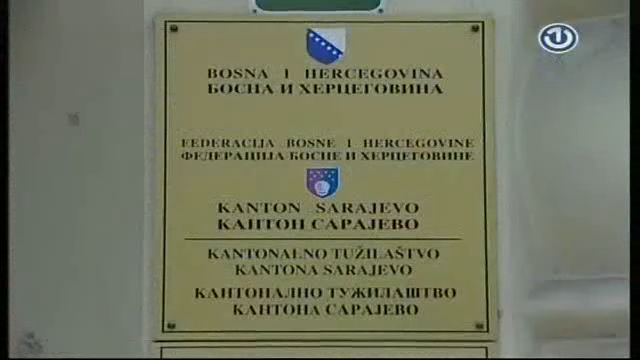 BOSNA I HERCEGOVINA
БОСНА И ХЕРЦЕГОВИНА
FEDERACIJA BOSNE I HERCEGOVINE
ФЕДЕРАЦИЈА БОСНЕ И ХЕРЦЕГОВИНЕ
KANTON SARAJEVO
КАНТОН САРАЈЕВО
KANTONALNO TUŽILAŠTVO
KANTONA SARAJEVO
КАНТОНАЛНО ТУЖИЛАШТВО
КАНТОНА САРАЈЕВО